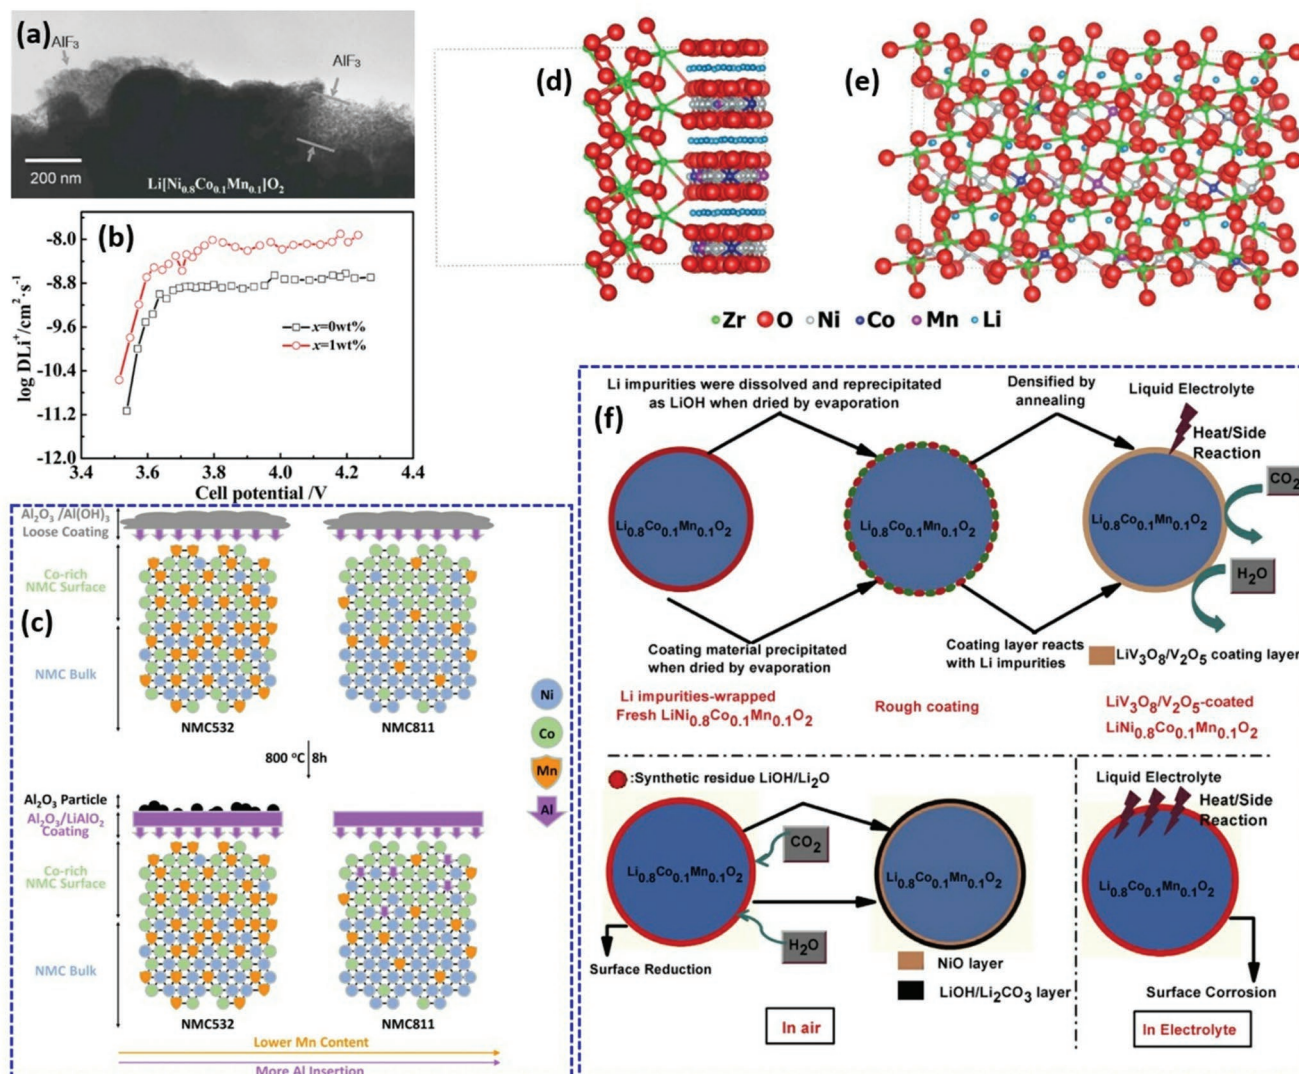 (a)
AlF₃
AlF₃
200 nm
Li[Ni₀.₈Co₀.₁Mn₀.₁]O₂
(b)
log DLi⁺/cm²·s⁻¹
-8.0
-8.8
-9.6
-10.4
-11.2
-12.0
x=0wt%
x=1wt%
3.4
3.6
3.8
4.0
4.2
4.4
Cell potential /V
(d)
(e)
Zr
O
Ni
Co
Mn
Li
(c)
Al₂O₃ /Al(OH)₃
Loose Coating
Co-rich
NMC Surface
NMC Bulk
NMC532
NMC811
800 °C
8h
Ni
Co
Mn
Al
Al₂O₃ Particle
Al₂O₃/LiAlO₂
Coating
Co-rich
NMC Surface
NMC Bulk
NMC532
NMC811
Lower Mn Content
More Al Insertion
(f)
Li impurities were dissolved and reprecipitated
as LiOH when dried by evaporation
Densified by
annealing
Liquid Electrolyte
Heat/Side
Reaction
CO₂
H₂O
Li₀.₈Co₀.₁Mn₀.₁O₂
Li₀.₈Co₀.₁Mn₀.₁O₂
Li₀.₈Co₀.₁Mn₀.₁O₂
Coating material precipitated
when dried by evaporation
Coating layer reacts
with Li impurities
LiV₃O₈/V₂O₅ coating layer
Li impurities-wrapped
Fresh LiNi₀.₈Co₀.₁Mn₀.₁O₂
Rough coating
LiV₃O₈/V₂O₅-coated
LiNi₀.₈Co₀.₁Mn₀.₁O₂
:Synthetic residue LiOH/Li₂O
CO₂
H₂O
Li₀.₈Co₀.₁Mn₀.₁O₂
Li₀.₈Co₀.₁Mn₀.₁O₂
Surface Reduction
NiO layer
LiOH/Li₂CO₃ layer
In air
Liquid Electrolyte
Heat/Side
Reaction
Li₀.₈Co₀.₁Mn₀.₁O₂
Surface Corrosion
In Electrolyte